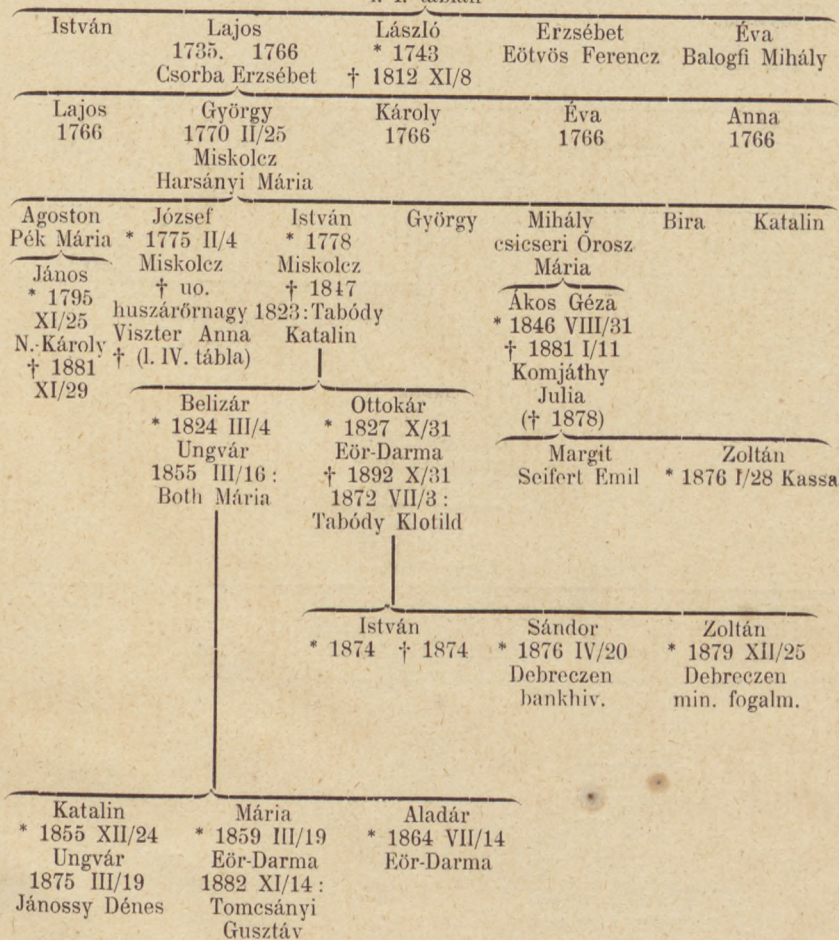 l. I. táblán
István Lajos László Erzsébet Éva
1735. 1766 * 1743 Eötvös Ferencz Balogfi Mihály
Csorba Erzsébet † 1812 XI/8
Lajos György Károly Éva Anna
1766 1770 II/25 1766 1766 1766
Miskolcz
Harsányi Mária
Agoston József István György Mihály Bira Katalin
Pék Mária * 1775 II/4 * 1778 csicseri Orosz
János Miskolcz Miskolcz Mária
* 1795 † uo. † 1847 Ákos Géza
XI/25 huszárőrnagy 1823: Tabódy * 1846 VIII/31
N.-Károly Viszter Anna Katalin † 1881 I/11
† 1881 † (l. IV. tábla) Komjáthy
XI/29 Julia
Belizár Ottokár († 1878)
* 1824 III/4 * 1827 X/31
Ungvár Eör-Darma Margit Zoltán
1855 III/16 : † 1892 X/31 Seifert Emil * 1876 I/28 Kassa
Both Mária 1872 VII/3 :
Tabódy Klotild
István Sándor Zoltán
* 1874 † 1874 * 1876 IV/20 * 1879 XII/25
Debreczen Debreczen
bankhiv. min. fogalm.
Katalin Mária Aladár
* 1855 XII/24 * 1859 III/19 * 1864 VII/14
Ungvár Eör-Darma Eör-Darma
1875 III/19 1882 XI/14 :
Jánossy Dénes Tomcsányi
Gusztáv